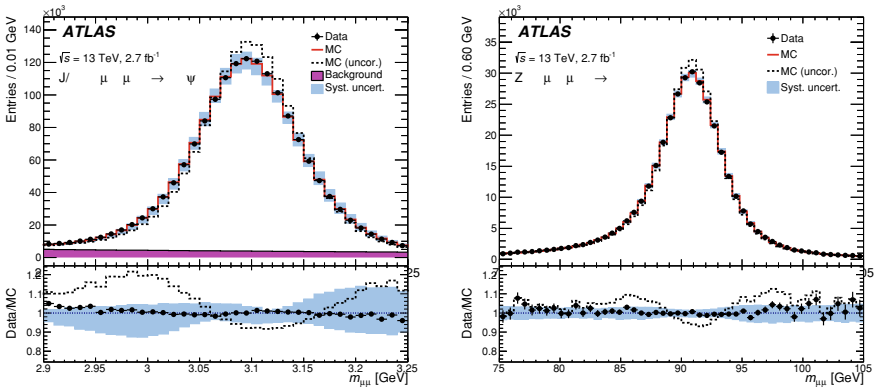 ×10³
ATLAS
√s = 13 TeV, 2.7 fb⁻¹
J/ μ μ → ψ
Data
MC
MC (uncor.)
Background
Syst. uncert.
Entries / 0.01 GeV
140
120
100
80
60
40
20
0
Data/MC
1.2
1.1
1
0.9
0.8
2.9 2.95 3 3.05 3.1 3.15 3.2 3.25
m_μμ [GeV]
×10³
ATLAS
√s = 13 TeV, 2.7 fb⁻¹
Z μ μ →
Data
MC
MC (uncor.)
Syst. uncert.
Entries / 0.60 GeV
35
30
25
20
15
10
5
0
Data/MC
1.2
1.1
1
0.9
0.8
75 80 85 90 95 100 105
m_μμ [GeV]